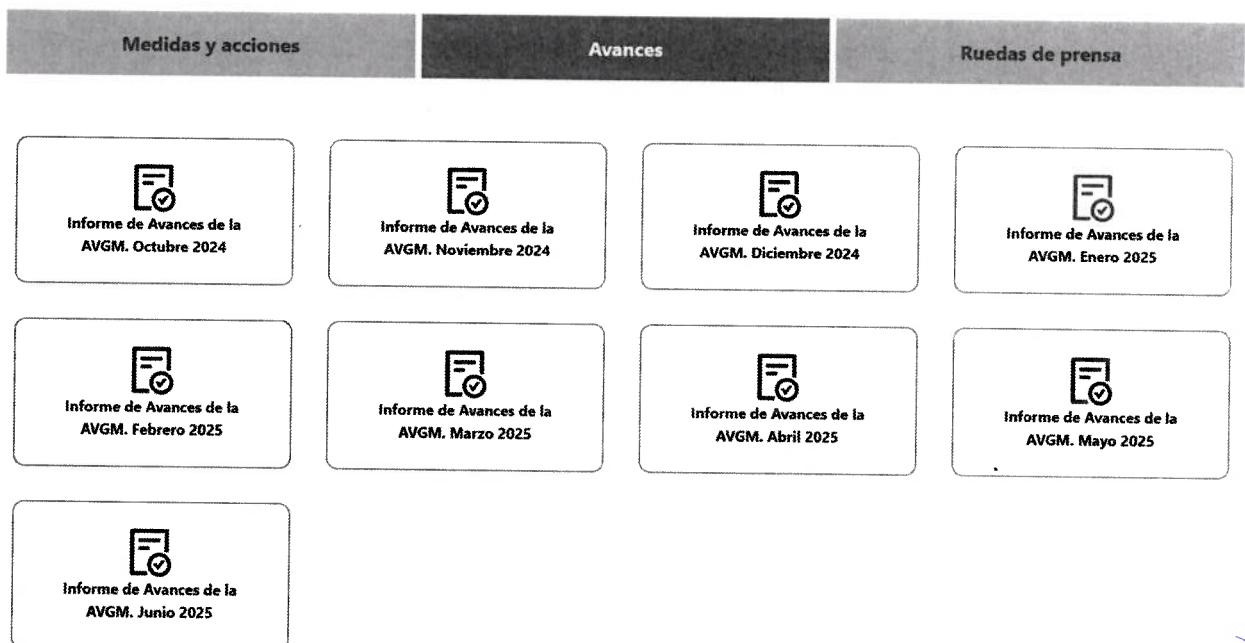 Medidas y acciones
Avances
Ruedas de prensa
Informe de Avances de la
AVGM. Octubre 2024
Informe de Avances de la
AVGM. Noviembre 2024
Informe de Avances de la
AVGM. Diciembre 2024
Informe de Avances de la
AVGM. Enero 2025
Informe de Avances de la
AVGM. Febrero 2025
Informe de Avances de la
AVGM. Marzo 2025
Informe de Avances de la
AVGM. Abril 2025
Informe de Avances de la
AVGM. Mayo 2025
Informe de Avances de la
AVGM. Junio 2025